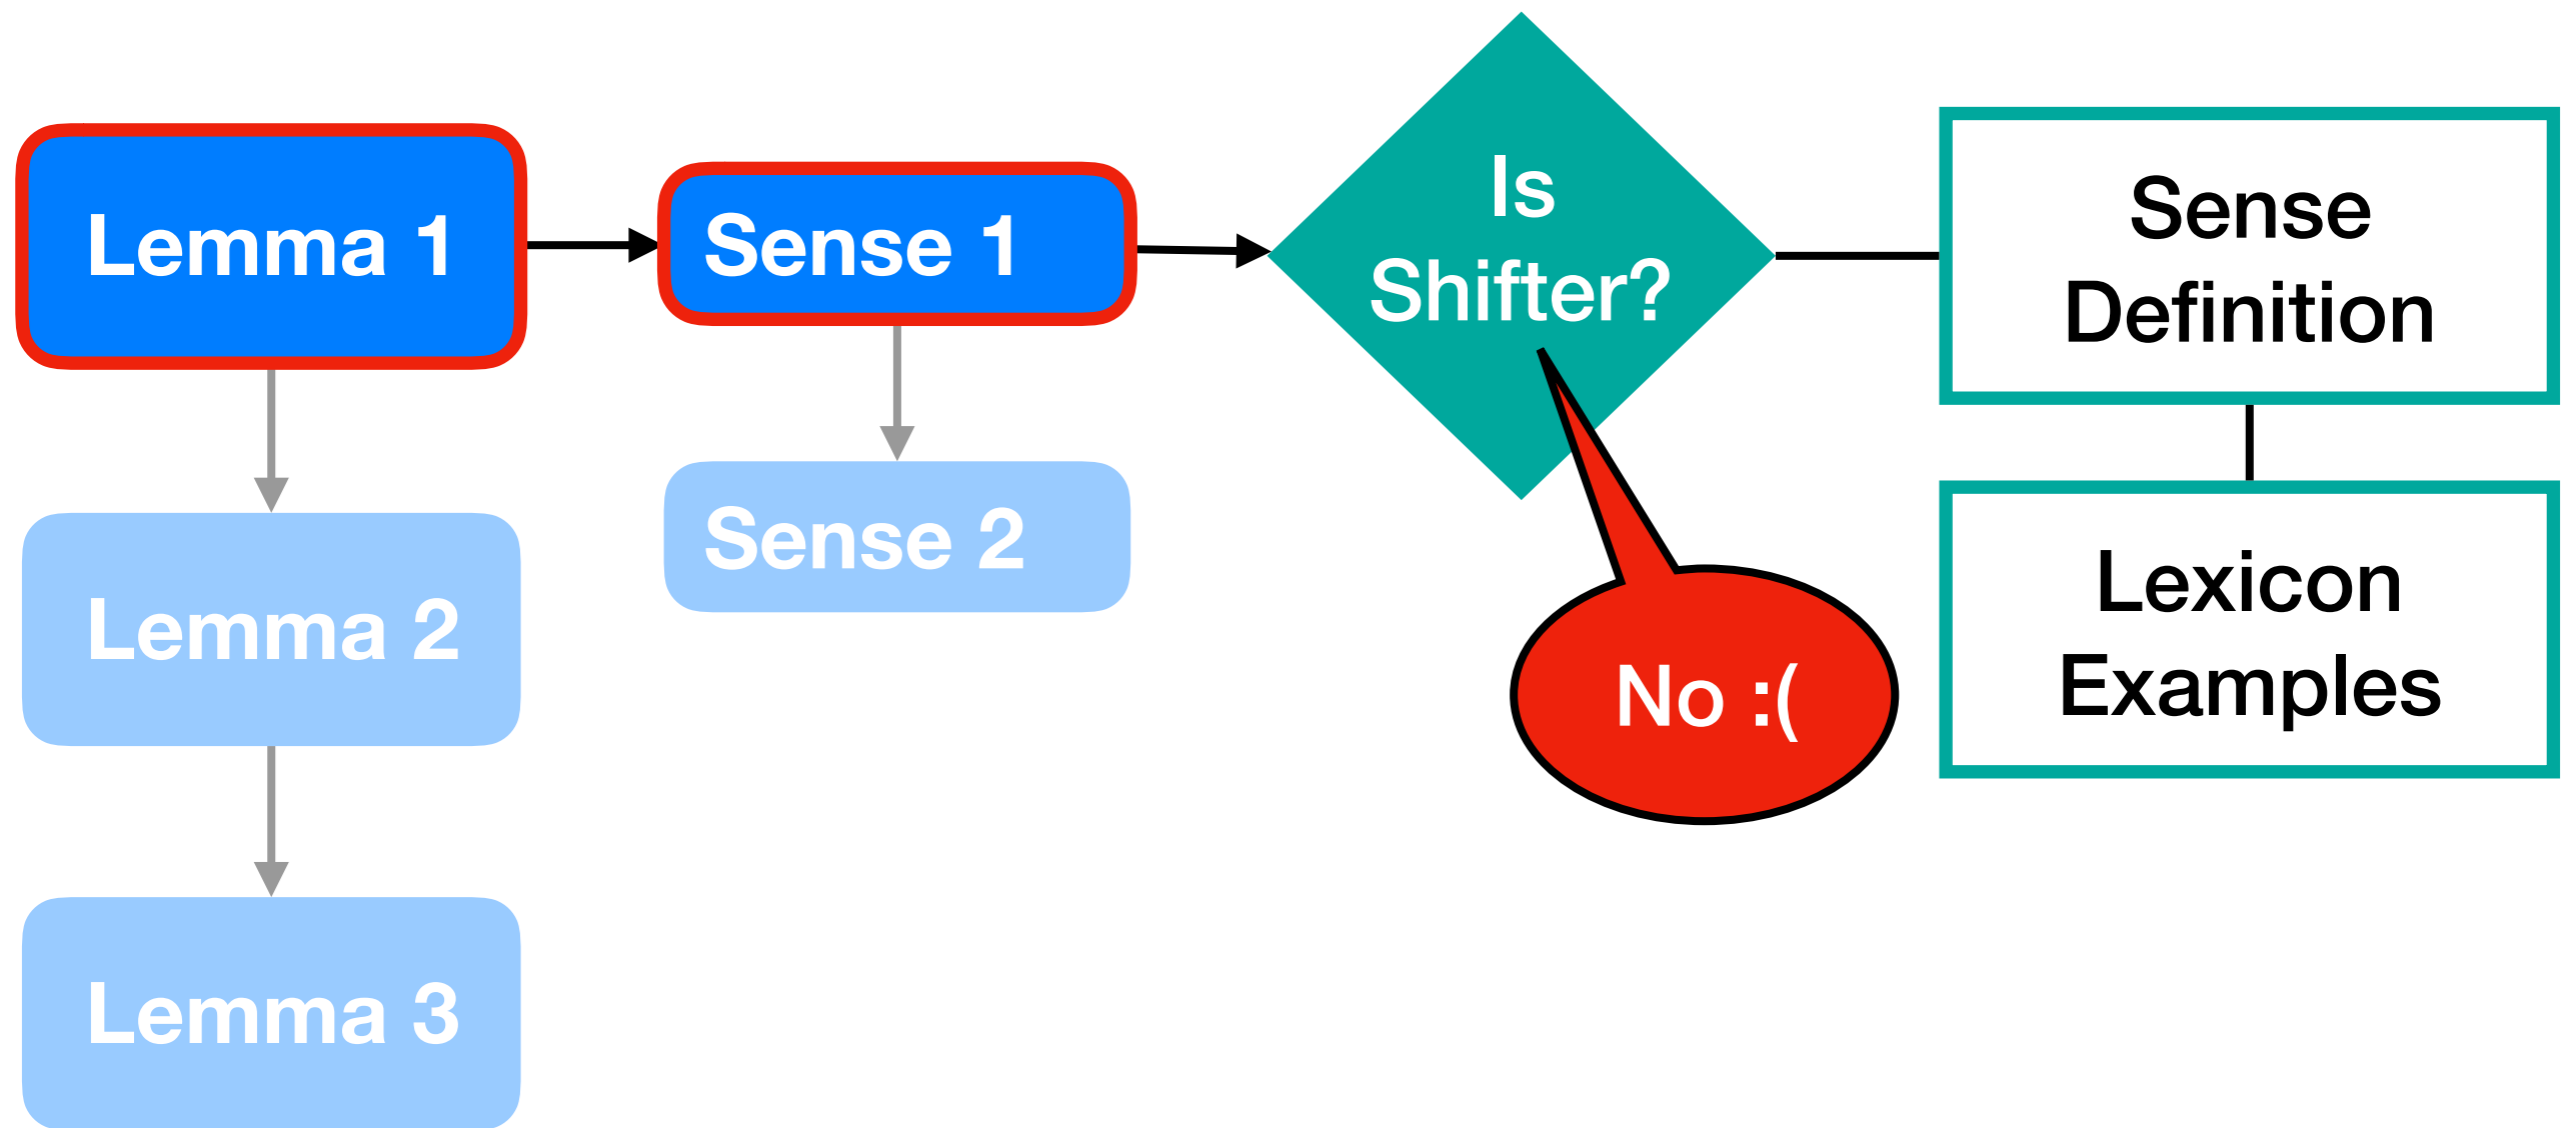 Lemma 1
Sense 1
Is
Shifter?
Sense
Definition
Lemma 2
Sense 2
No :(
Lexicon
Examples
Lemma 3